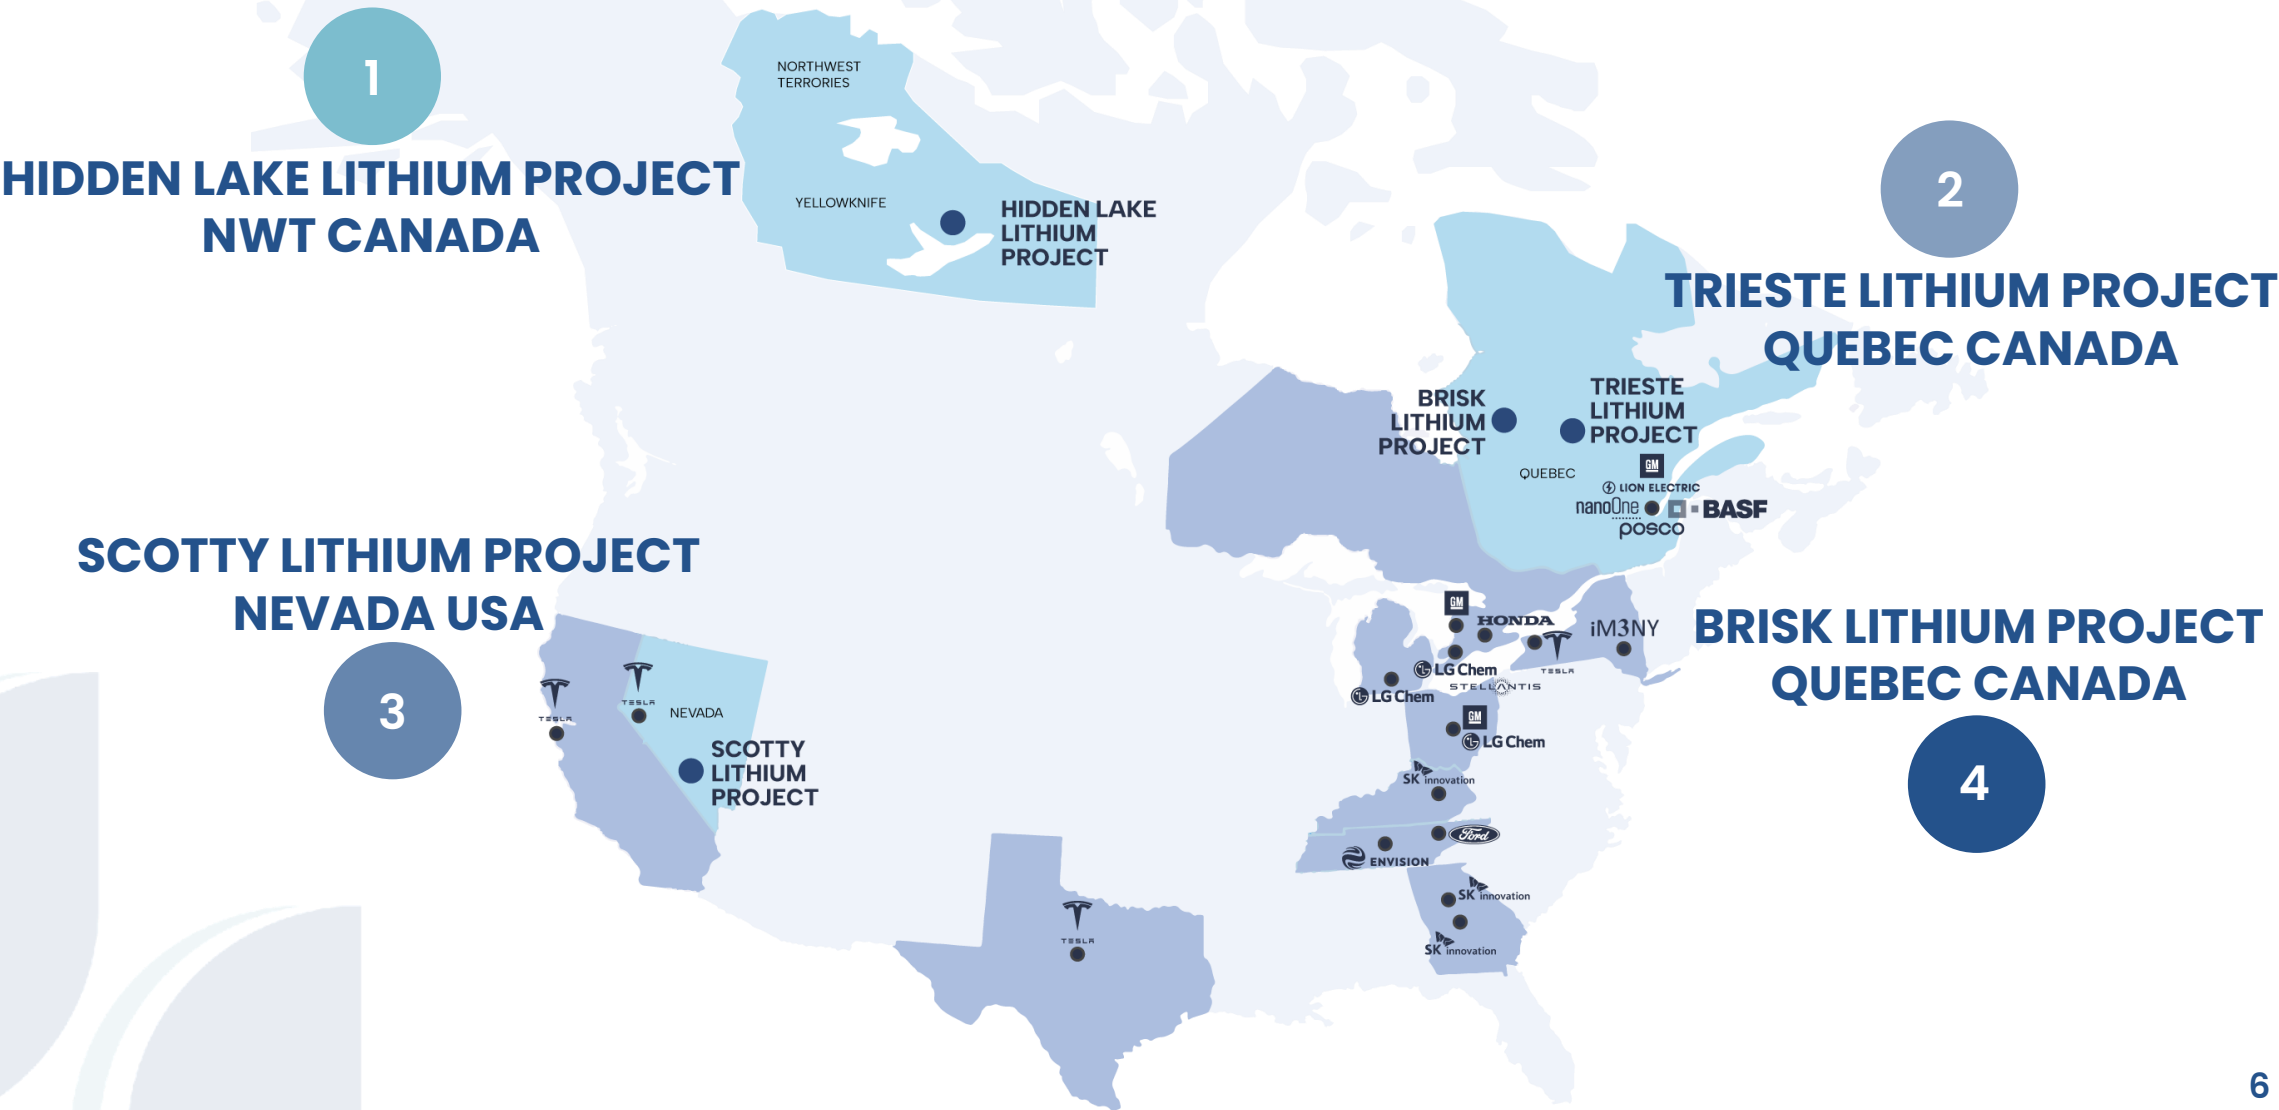 1
HIDDEN LAKE LITHIUM PROJECT
NWT CANADA
NORTHWEST
TERRORIES
YELLOWKNIFE
HIDDEN LAKE
LITHIUM
PROJECT
2
TRIESTE LITHIUM PROJECT
QUEBEC CANADA
BRISK
LITHIUM
PROJECT
TRIESTE
LITHIUM
PROJECT
QUEBEC
GM
LION ELECTRIC
nanoOne
BASF
posco
SCOTTY LITHIUM PROJECT
NEVADA USA
3
TESLA
TESLA
NEVADA
SCOTTY
LITHIUM
PROJECT
GM
HONDA
iM3NY
TESLA
LG Chem
STELLANTIS
LG Chem
GM
LG Chem
SK innovation
Ford
ENVISION
SK innovation
SK innovation
TESLA
BRISK LITHIUM PROJECT
QUEBEC CANADA
4
6